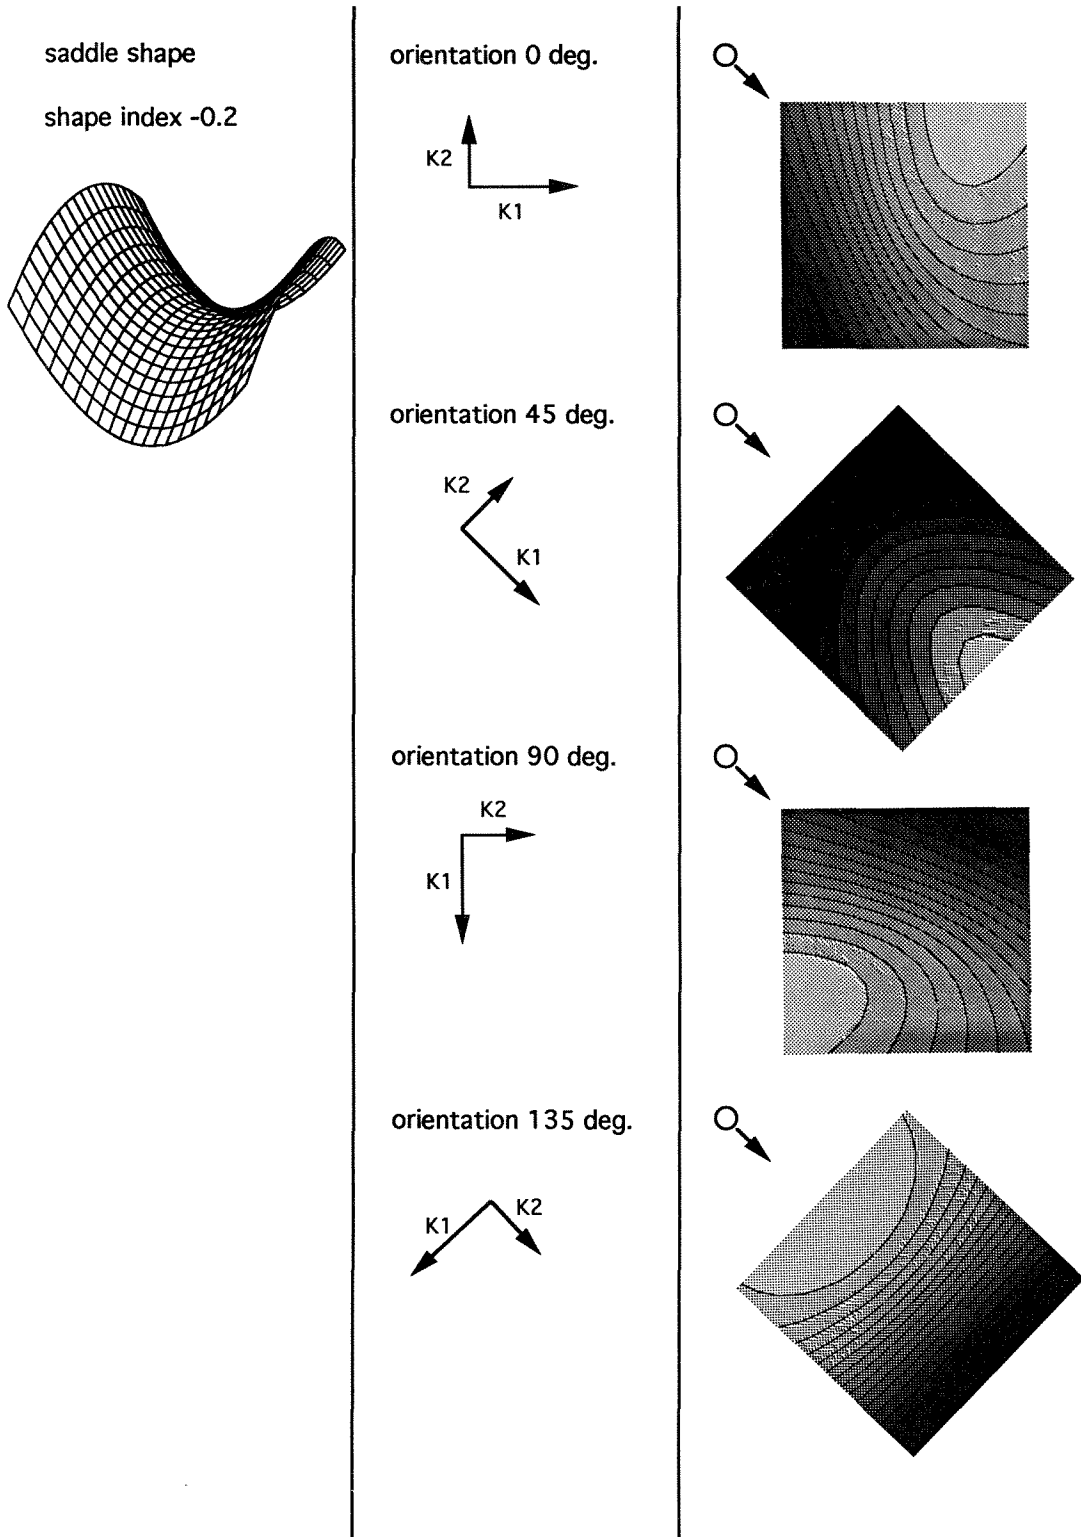 saddle shape
shape index -0.2
orientation 0 deg.
K2
K1
orientation 45 deg.
K2
K1
orientation 90 deg.
K2
K1
orientation 135 deg.
K1
K2